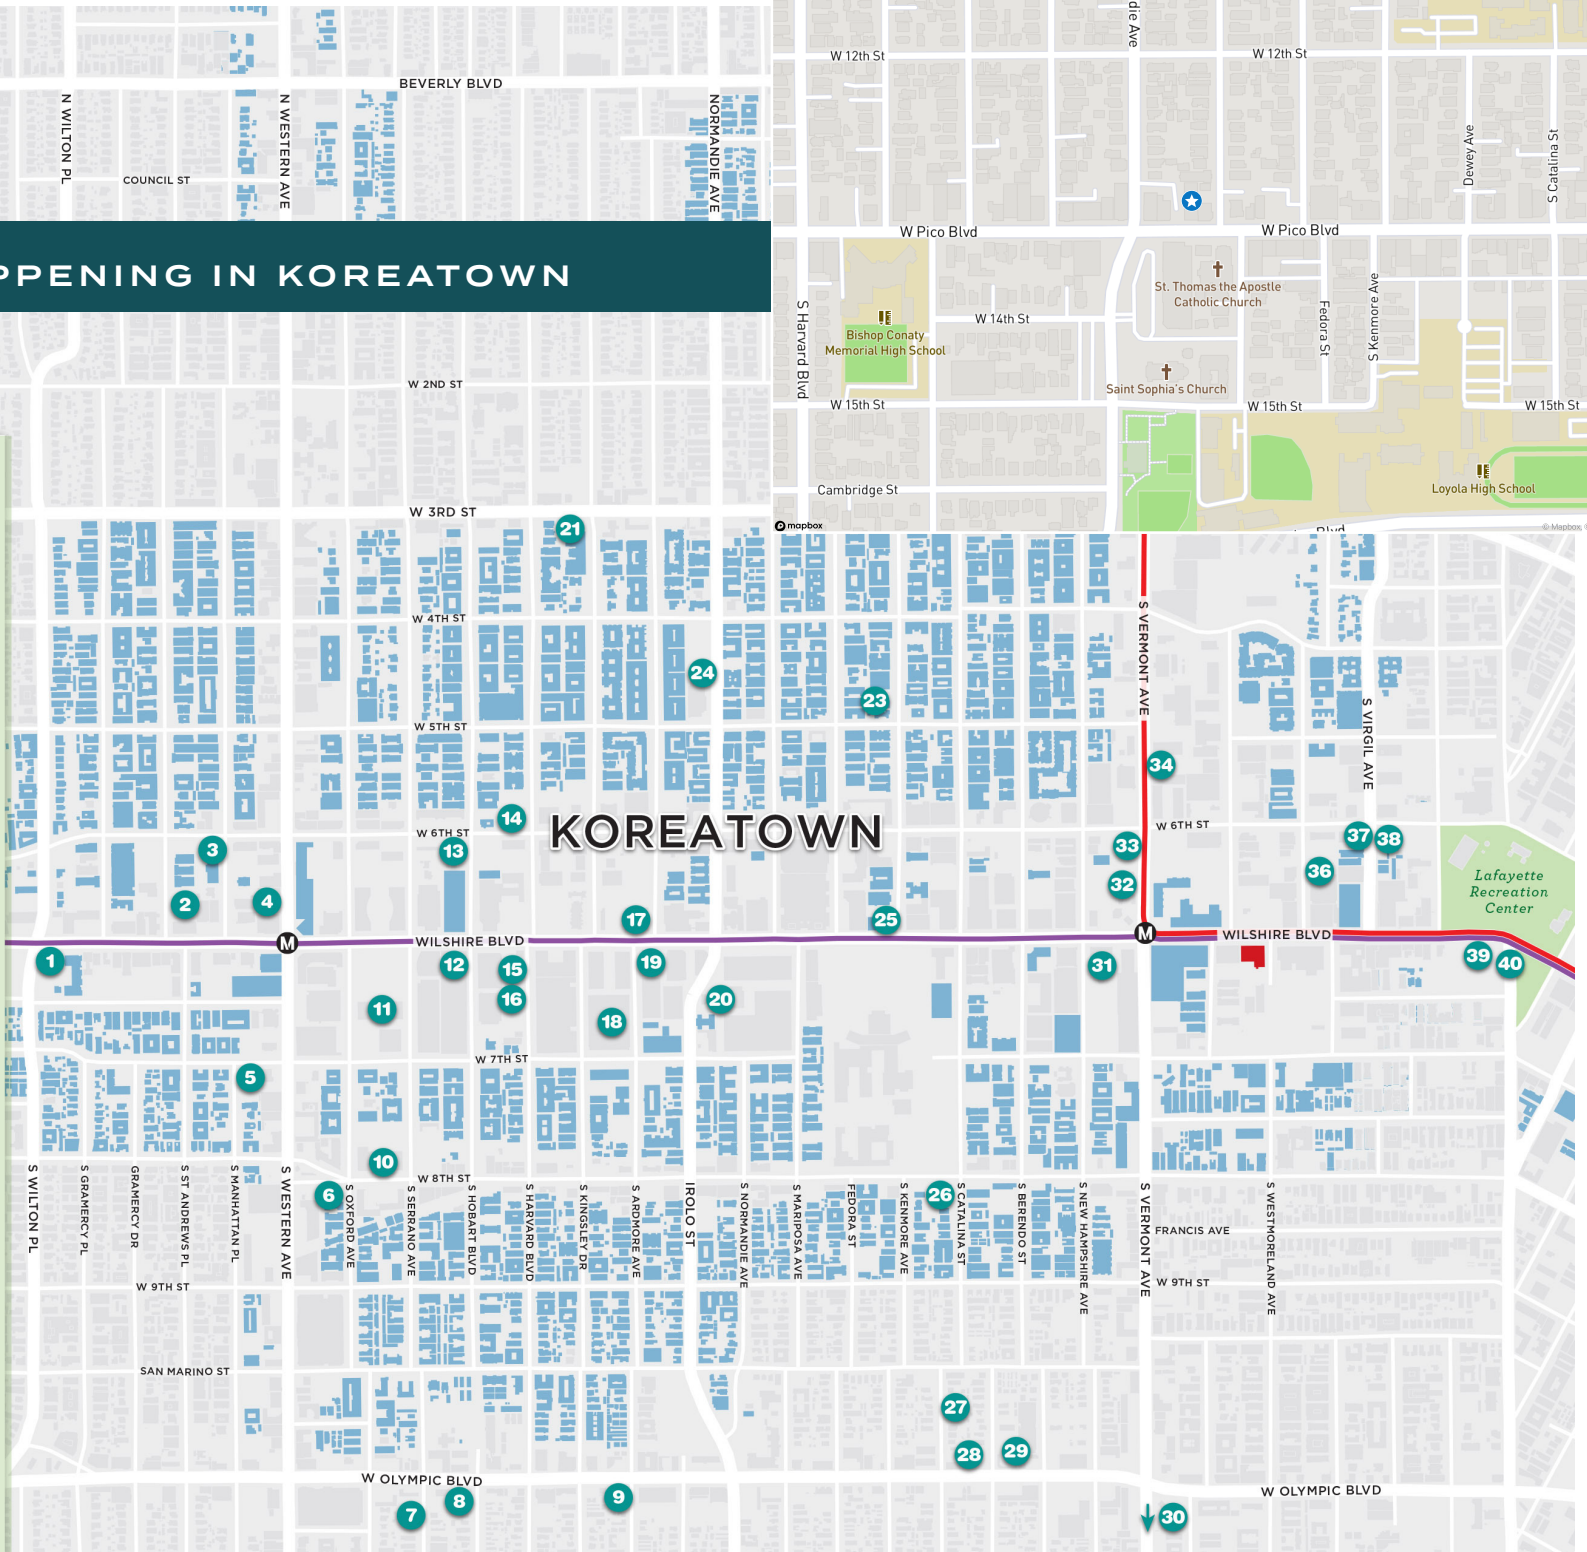 BEVERLY BLVD
N WILTON PL
N WESTERN AVE
NORMANDIE AVE
COUNCIL ST
PPENING IN KOREATOWN
W 2ND ST
W 3RD ST
21
W 4TH ST
24
23
W 5TH ST
14
KOREATOWN
W 6TH ST
13
3
2
4
17
25
M
WILSHIRE BLVD
1
12
15
19
16
11
18
20
W 7TH ST
5
10
W 8TH ST
6
26
S WILTON PL
S GRAMERCY PL
GRAMERCY DR
S ST ANDREWS PL
S MANHATTAN PL
S WESTERN AVE
S OXFORD AVE
S SERRANO AVE
S HOBART BLVD
S HARVARD BLVD
S KINGSLEY DR
S ARDMORE AVE
IROLO ST
S NORMANDIE AVE
S MARIPOSA AVE
FEDORA ST
S KENMORE AVE
S CATALINA ST
S BERENDO ST
S NEW HAMPSHIRE AVE
S VERMONT AVE
FRANCIS AVE
S WESTMORELAND AVE
W 9TH ST
W 9TH ST
SAN MARINO ST
27
28
29
W OLYMPIC BLVD
W OLYMPIC BLVD
7
8
9
30
S VERMONT AVE
S VIRGIL AVE
34
W 6TH ST
33
32
37
38
36
Lafayette
Recreation
Center
M
WILSHIRE BLVD
31
39
40
die Ave
W 12th St
W 12th St
Dewey Ave
S Catalina St
W Pico Blvd
W Pico Blvd
St. Thomas the Apostle
Catholic Church
S Harvard Blvd
Bishop Conaty
Memorial High School
W 14th St
Fedora St
S Kenmore Ave
Saint Sophia's Church
W 15th St
W 15th St
W 15th St
Loyola High School
Cambridge St
mapbox
Blvd
© Mapbox,